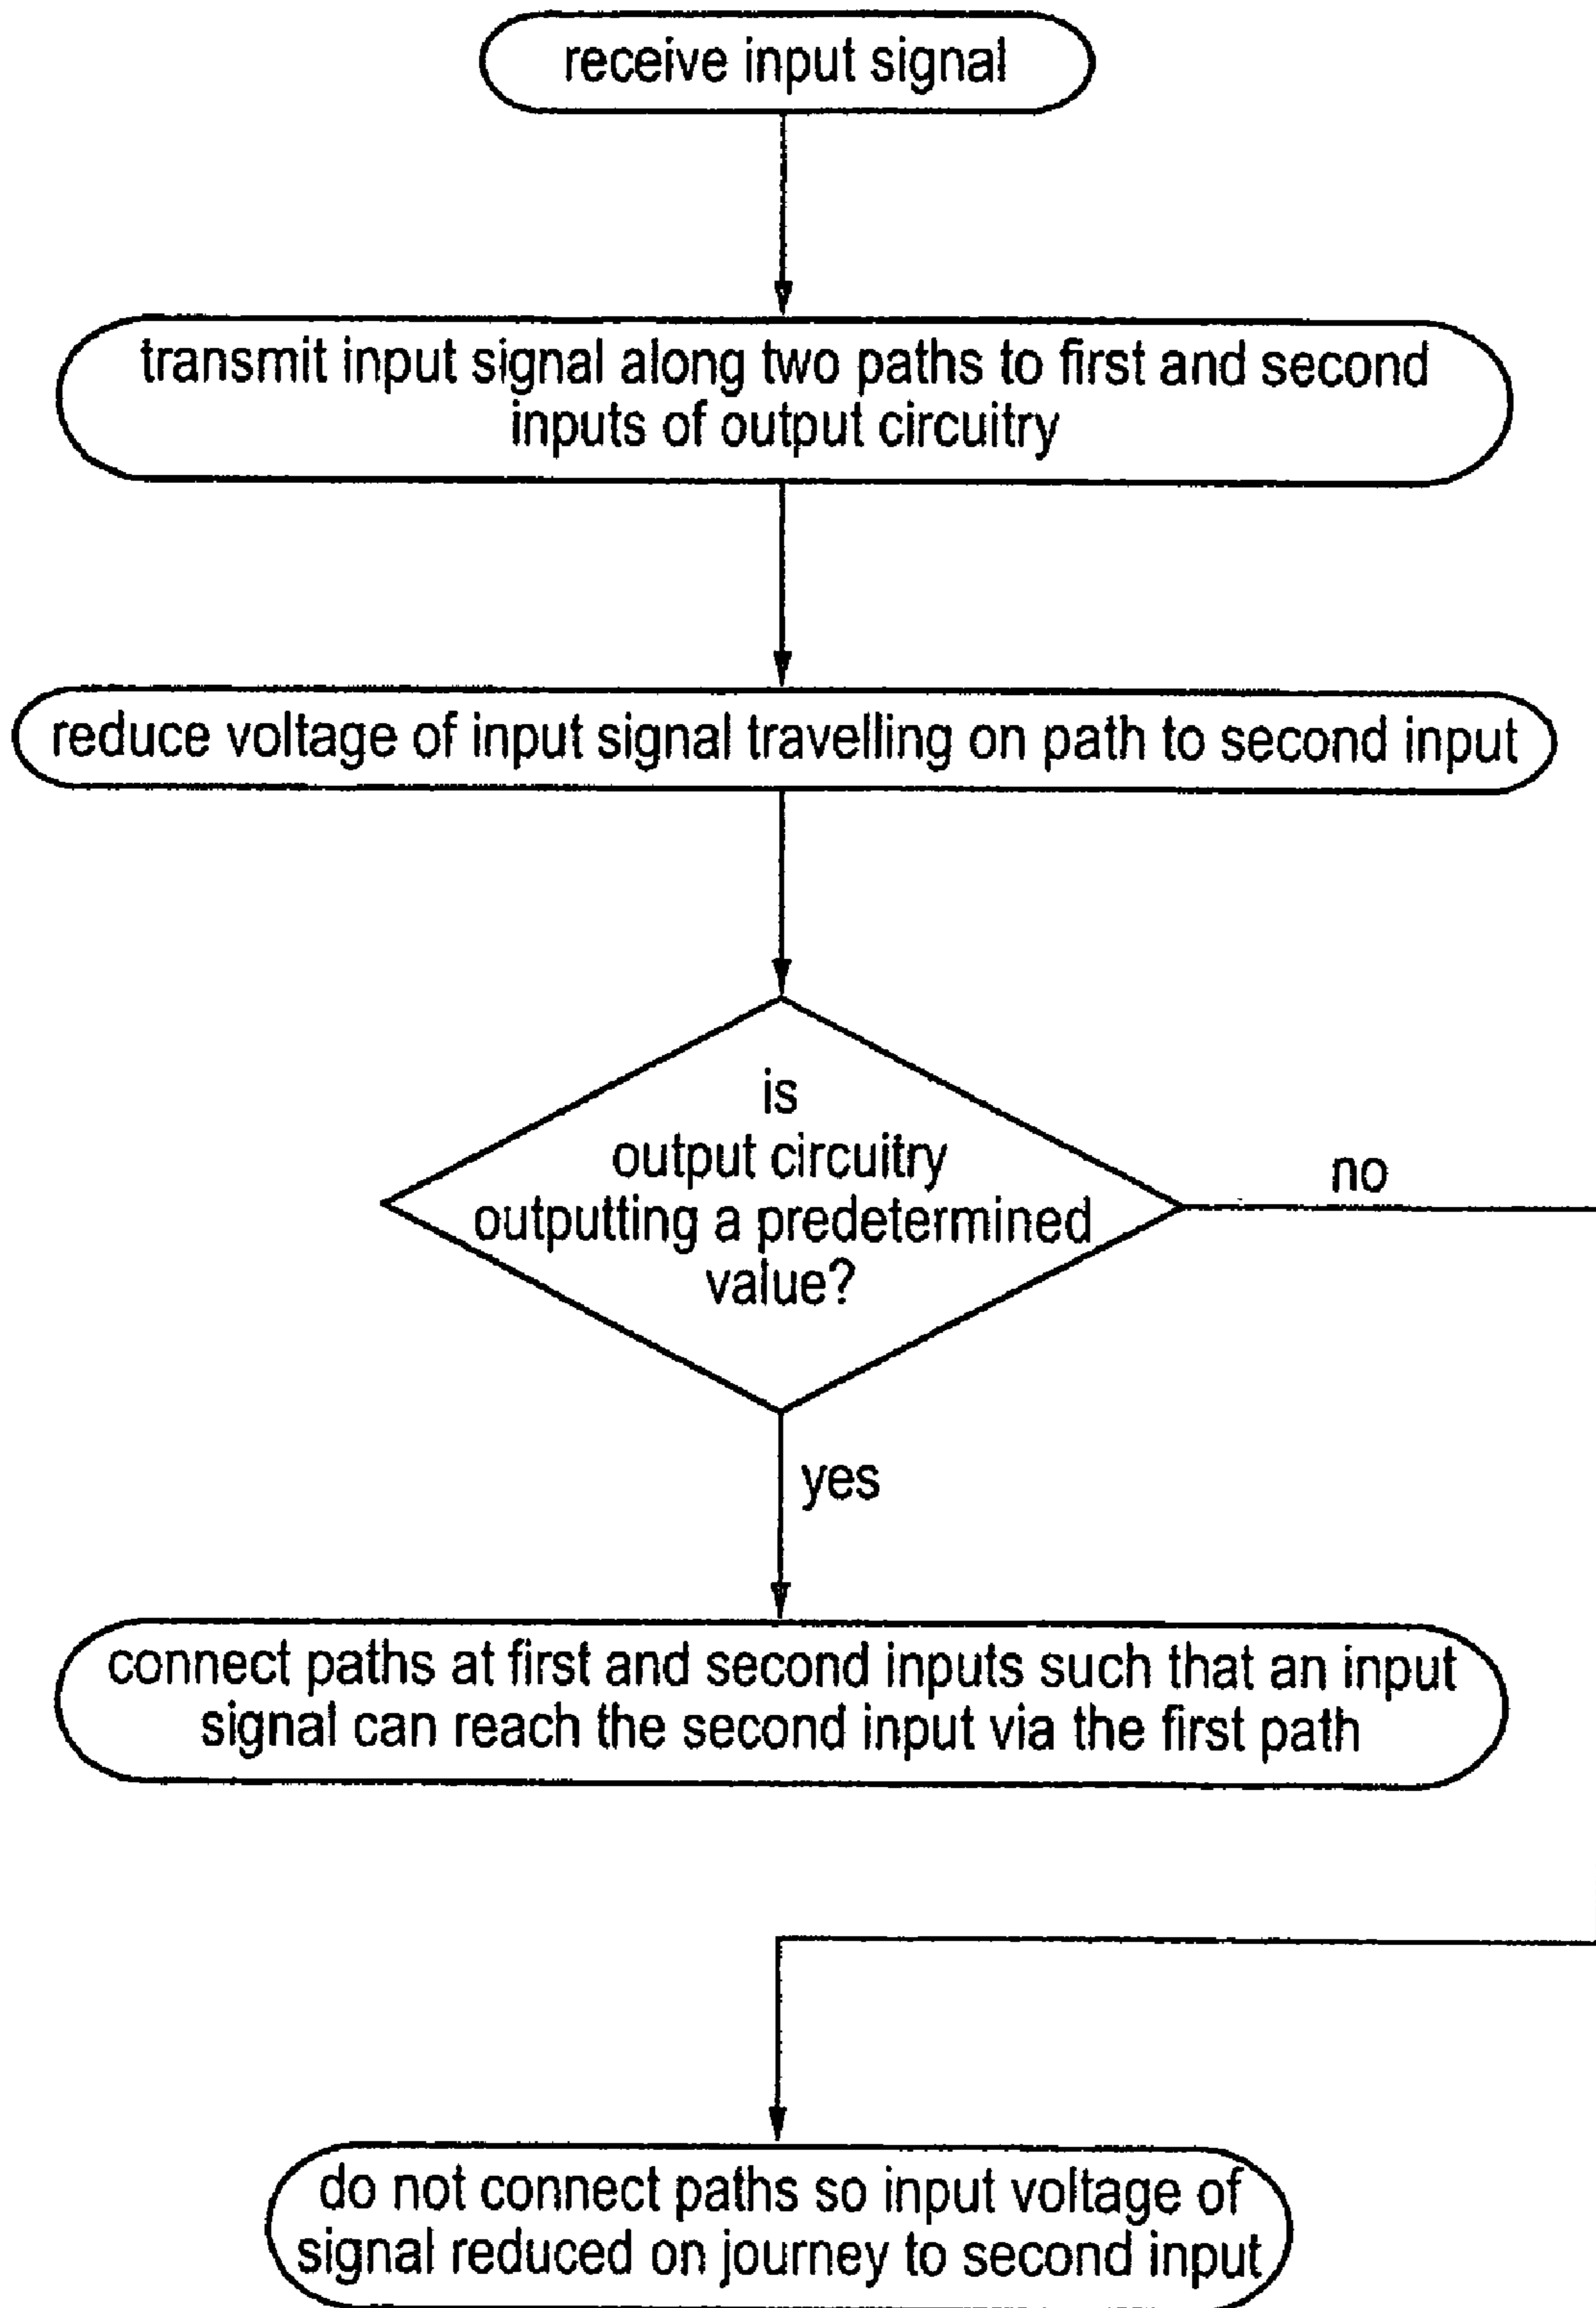 receive input signal
transmit input signal along two paths to first and second
inputs of output circuitry
reduce voltage of input signal travelling on path to second input
is
output circuitry
outputting a predetermined
value?
no
yes
connect paths at first and second inputs such that an input
signal can reach the second input via the first path
do not connect paths so input voltage of
signal reduced on journey to second input